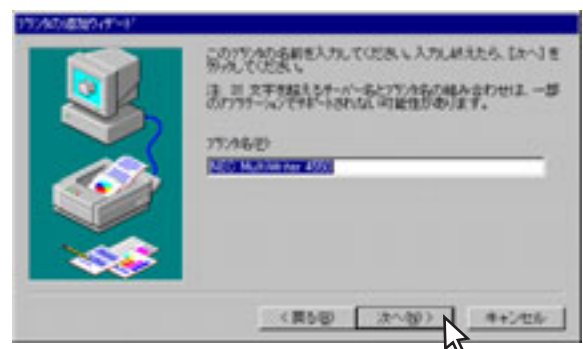 プリンタの追加ウィザード
このプリンタの名前を入力してください。入力し終えたら、[次へ] を
クリックしてください。
注: 31 文字を超えるサーバー名とプリンタ名の組み合わせは、一部
のアプリケーションでサポートされない可能性があります。
プリンタ名(P):
NEC MultiWriter
< 戻る(B)
次へ(N) >
キャンセル